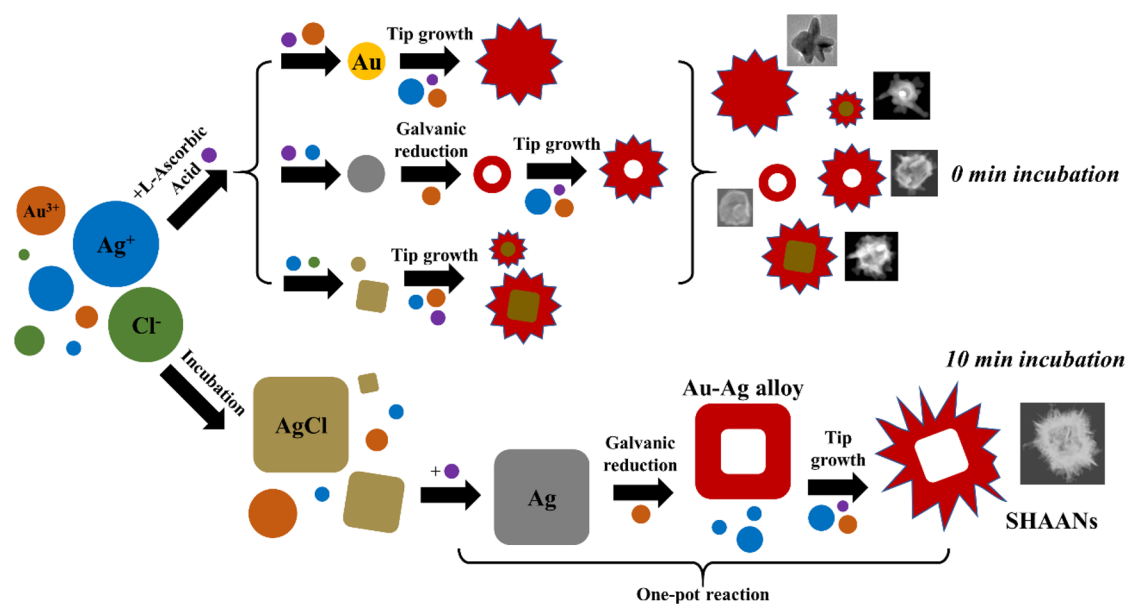 Au
Tip growth
+L-Ascorbic
Acid
Galvanic
reduction
Tip growth
0 min incubation
Au³⁺
Ag⁺
Tip growth
Cl⁻
Incubation
10 min incubation
Au-Ag alloy
AgCl
Galvanic
reduction
Tip
growth
+
Ag
SHAANs
One-pot reaction